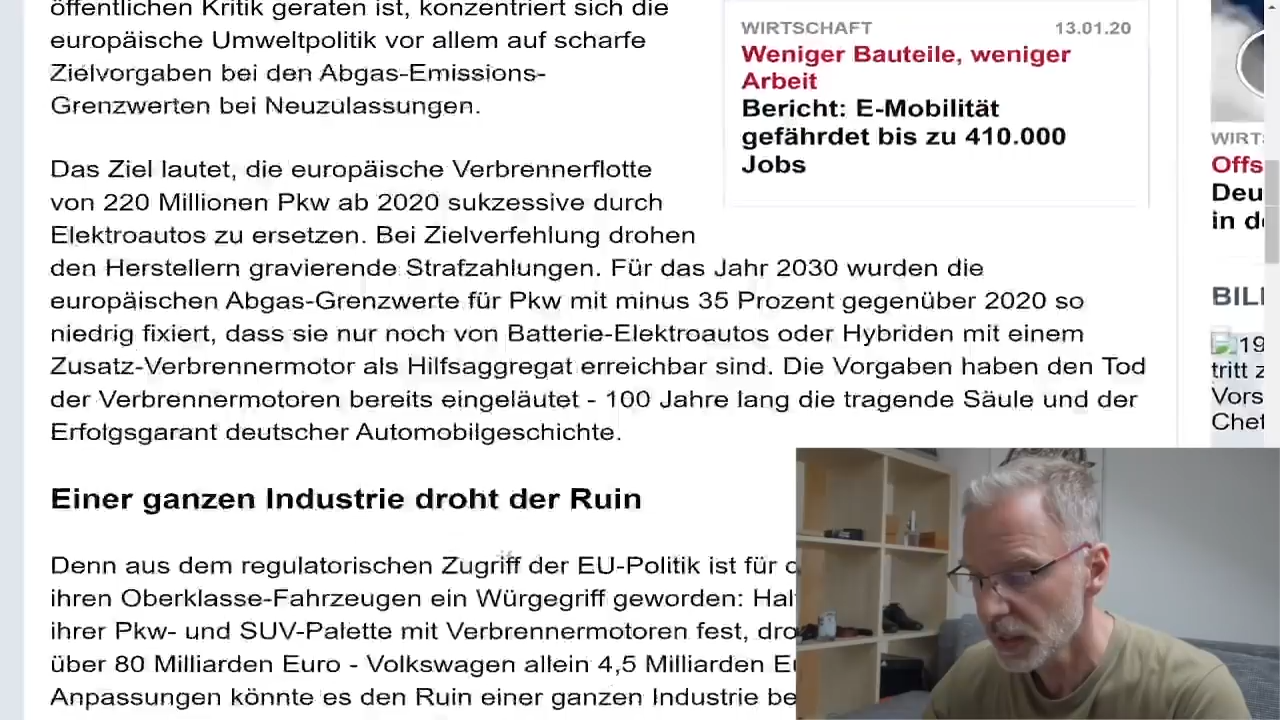 öffentlichen Kritik geraten ist, konzentriert sich die
europäische Umweltpolitik vor allem auf scharfe
Zielvorgaben bei den Abgas-Emissions-
Grenzwerten bei Neuzulassungen.
Das Ziel lautet, die europäische Verbrennerflotte
von 220 Millionen Pkw ab 2020 sukzessive durch
Elektroautos zu ersetzen. Bei Zielverfehlung drohen
den Herstellern gravierende Strafzahlungen. Für das Jahr 2030 wurden die
europäischen Abgas-Grenzwerte für Pkw mit minus 35 Prozent gegenüber 2020 so
niedrig fixiert, dass sie nur noch von Batterie-Elektroautos oder Hybriden mit einem
Zusatz-Verbrennermotor als Hilfsaggregat erreichbar sind. Die Vorgaben haben den Tod
der Verbrennermotoren bereits eingeläutet - 100 Jahre lang die tragende Säule und der
Erfolgsgarant deutscher Automobilgeschichte.
Einer ganzen Industrie droht der Ruin
Denn aus dem regulatorischen Zugriff der EU-Politik ist für
ihren Oberklasse-Fahrzeugen ein Würgegriff geworden: Hal
ihrer Pkw- und SUV-Palette mit Verbrennermotoren fest, dro
über 80 Milliarden Euro - Volkswagen allein 4,5 Milliarden E
Anpassungen könnte es den Ruin einer ganzen Industrie be
WIRTSCHAFT 13.01.20
Weniger Bauteile, weniger
Arbeit
Bericht: E-Mobilität
gefährdet bis zu 410.000
Jobs
WIRT
Offs
Deu
in d
BIL
19
tritt z
Vors
Chef